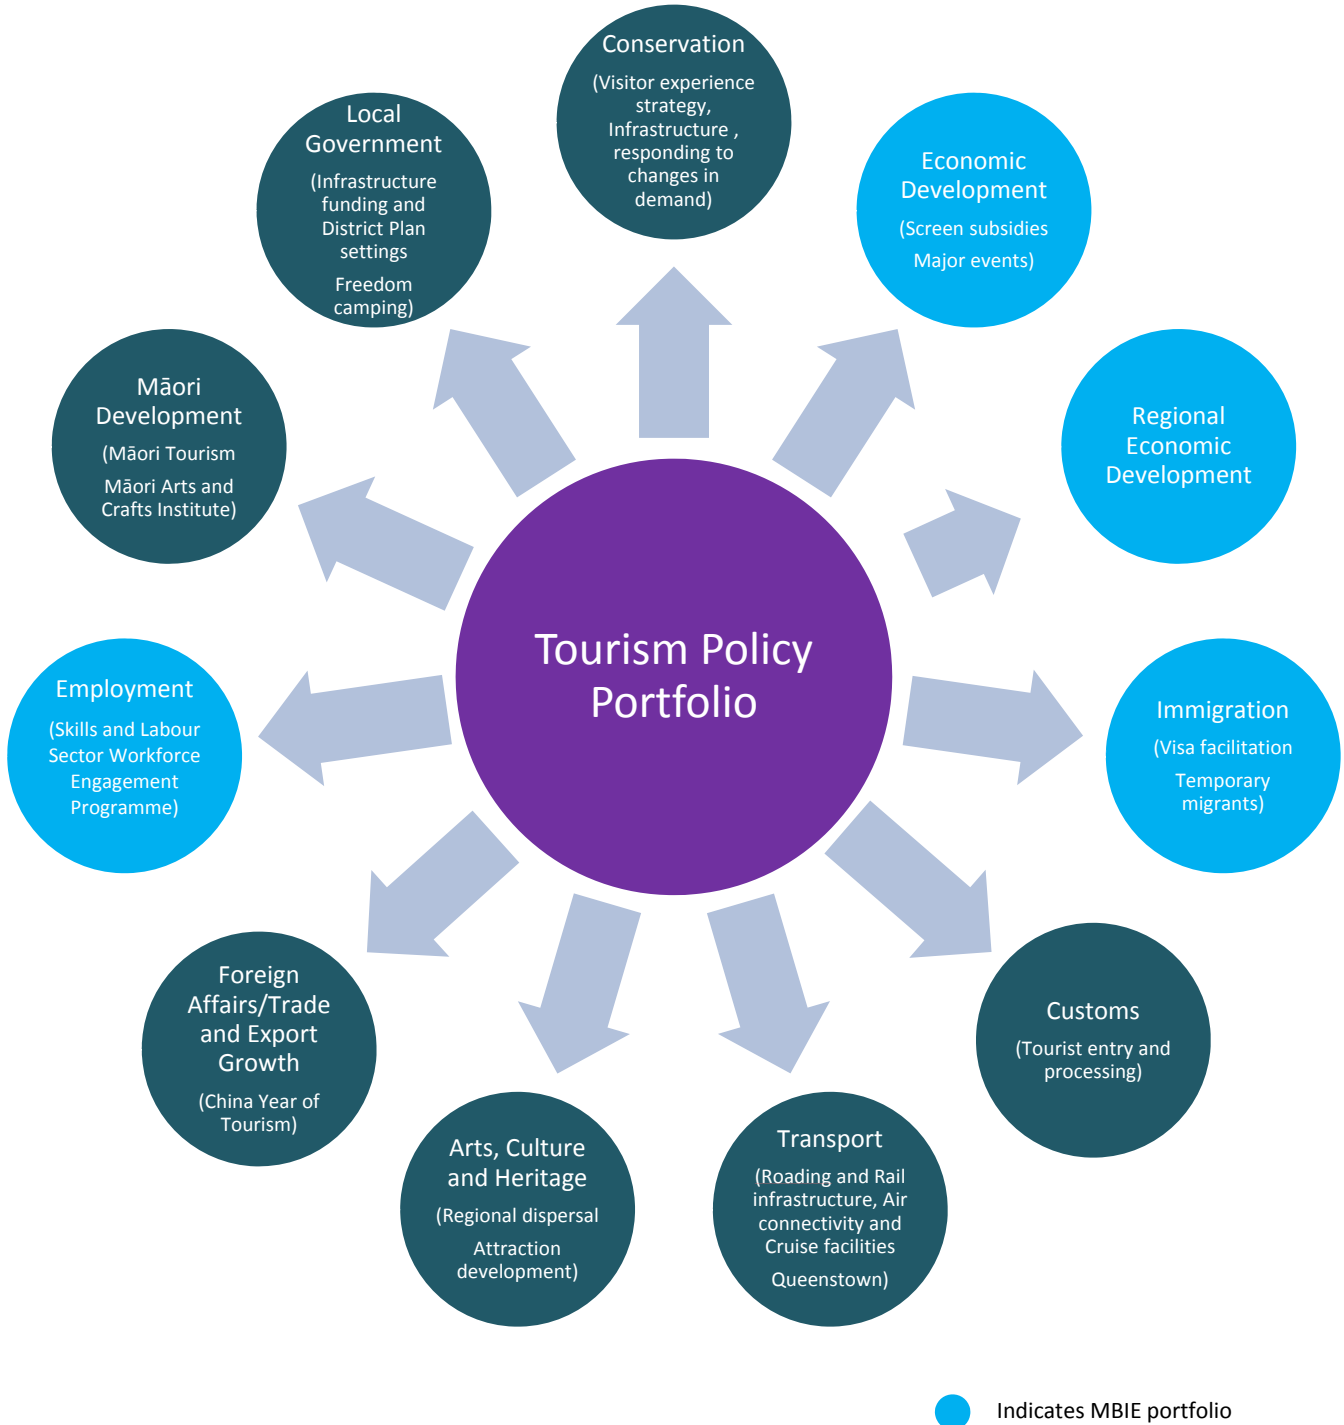 Conservation
(Visitor experience
strategy,
Infrastructure ,
responding to
changes in
demand)
Economic
Development
(Screen subsidies
Major events)
Regional
Economic
Development
Immigration
(Visa facilitation
Temporary
migrants)
Customs
(Tourist entry and
processing)
Transport
(Roading and Rail
infrastructure, Air
connectivity and
Cruise facilities
Queenstown)
Arts, Culture
and Heritage
(Regional dispersal
Attraction
development)
Foreign
Affairs/Trade
and Export
Growth
(China Year of
Tourism)
Employment
(Skills and Labour
Sector Workforce
Engagement
Programme)
Māori
Development
(Māori Tourism
Māori Arts and
Crafts Institute)
Local
Government
(Infrastructure
funding and
District Plan
settings
Freedom
camping)
Tourism Policy
Portfolio
Indicates MBIE portfolio